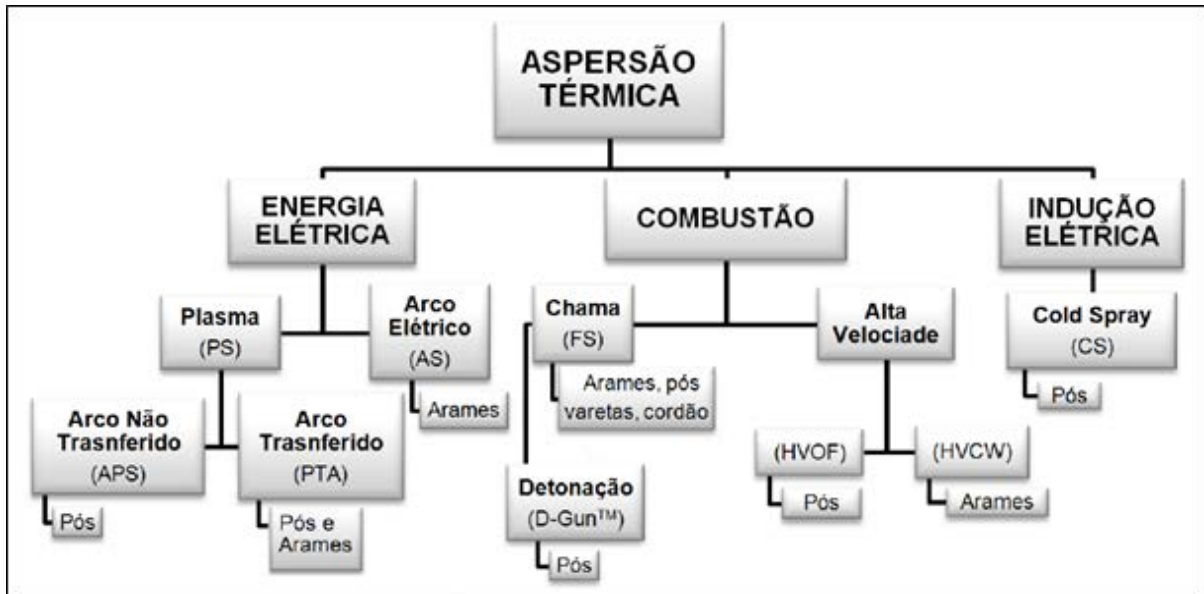 ASPERSÃO
TÉRMICA
ENERGIA
ELÉTRICA
COMBUSTÃO
INDUÇÃO
ELÉTRICA
Plasma
(PS)
Arco
Elétrico
(AS)
Arames
Chama
(FS)
Arames, pós
varetas, cordão
Alta
Velociade
Cold Spray
(CS)
Pós
Arco Não
Trasnferido
(APS)
Pós
Arco
Trasnferido
(PTA)
Pós e
Arames
Detonação
(D-Gun™)
Pós
(HVOF)
Pós
(HVCW)
Arames